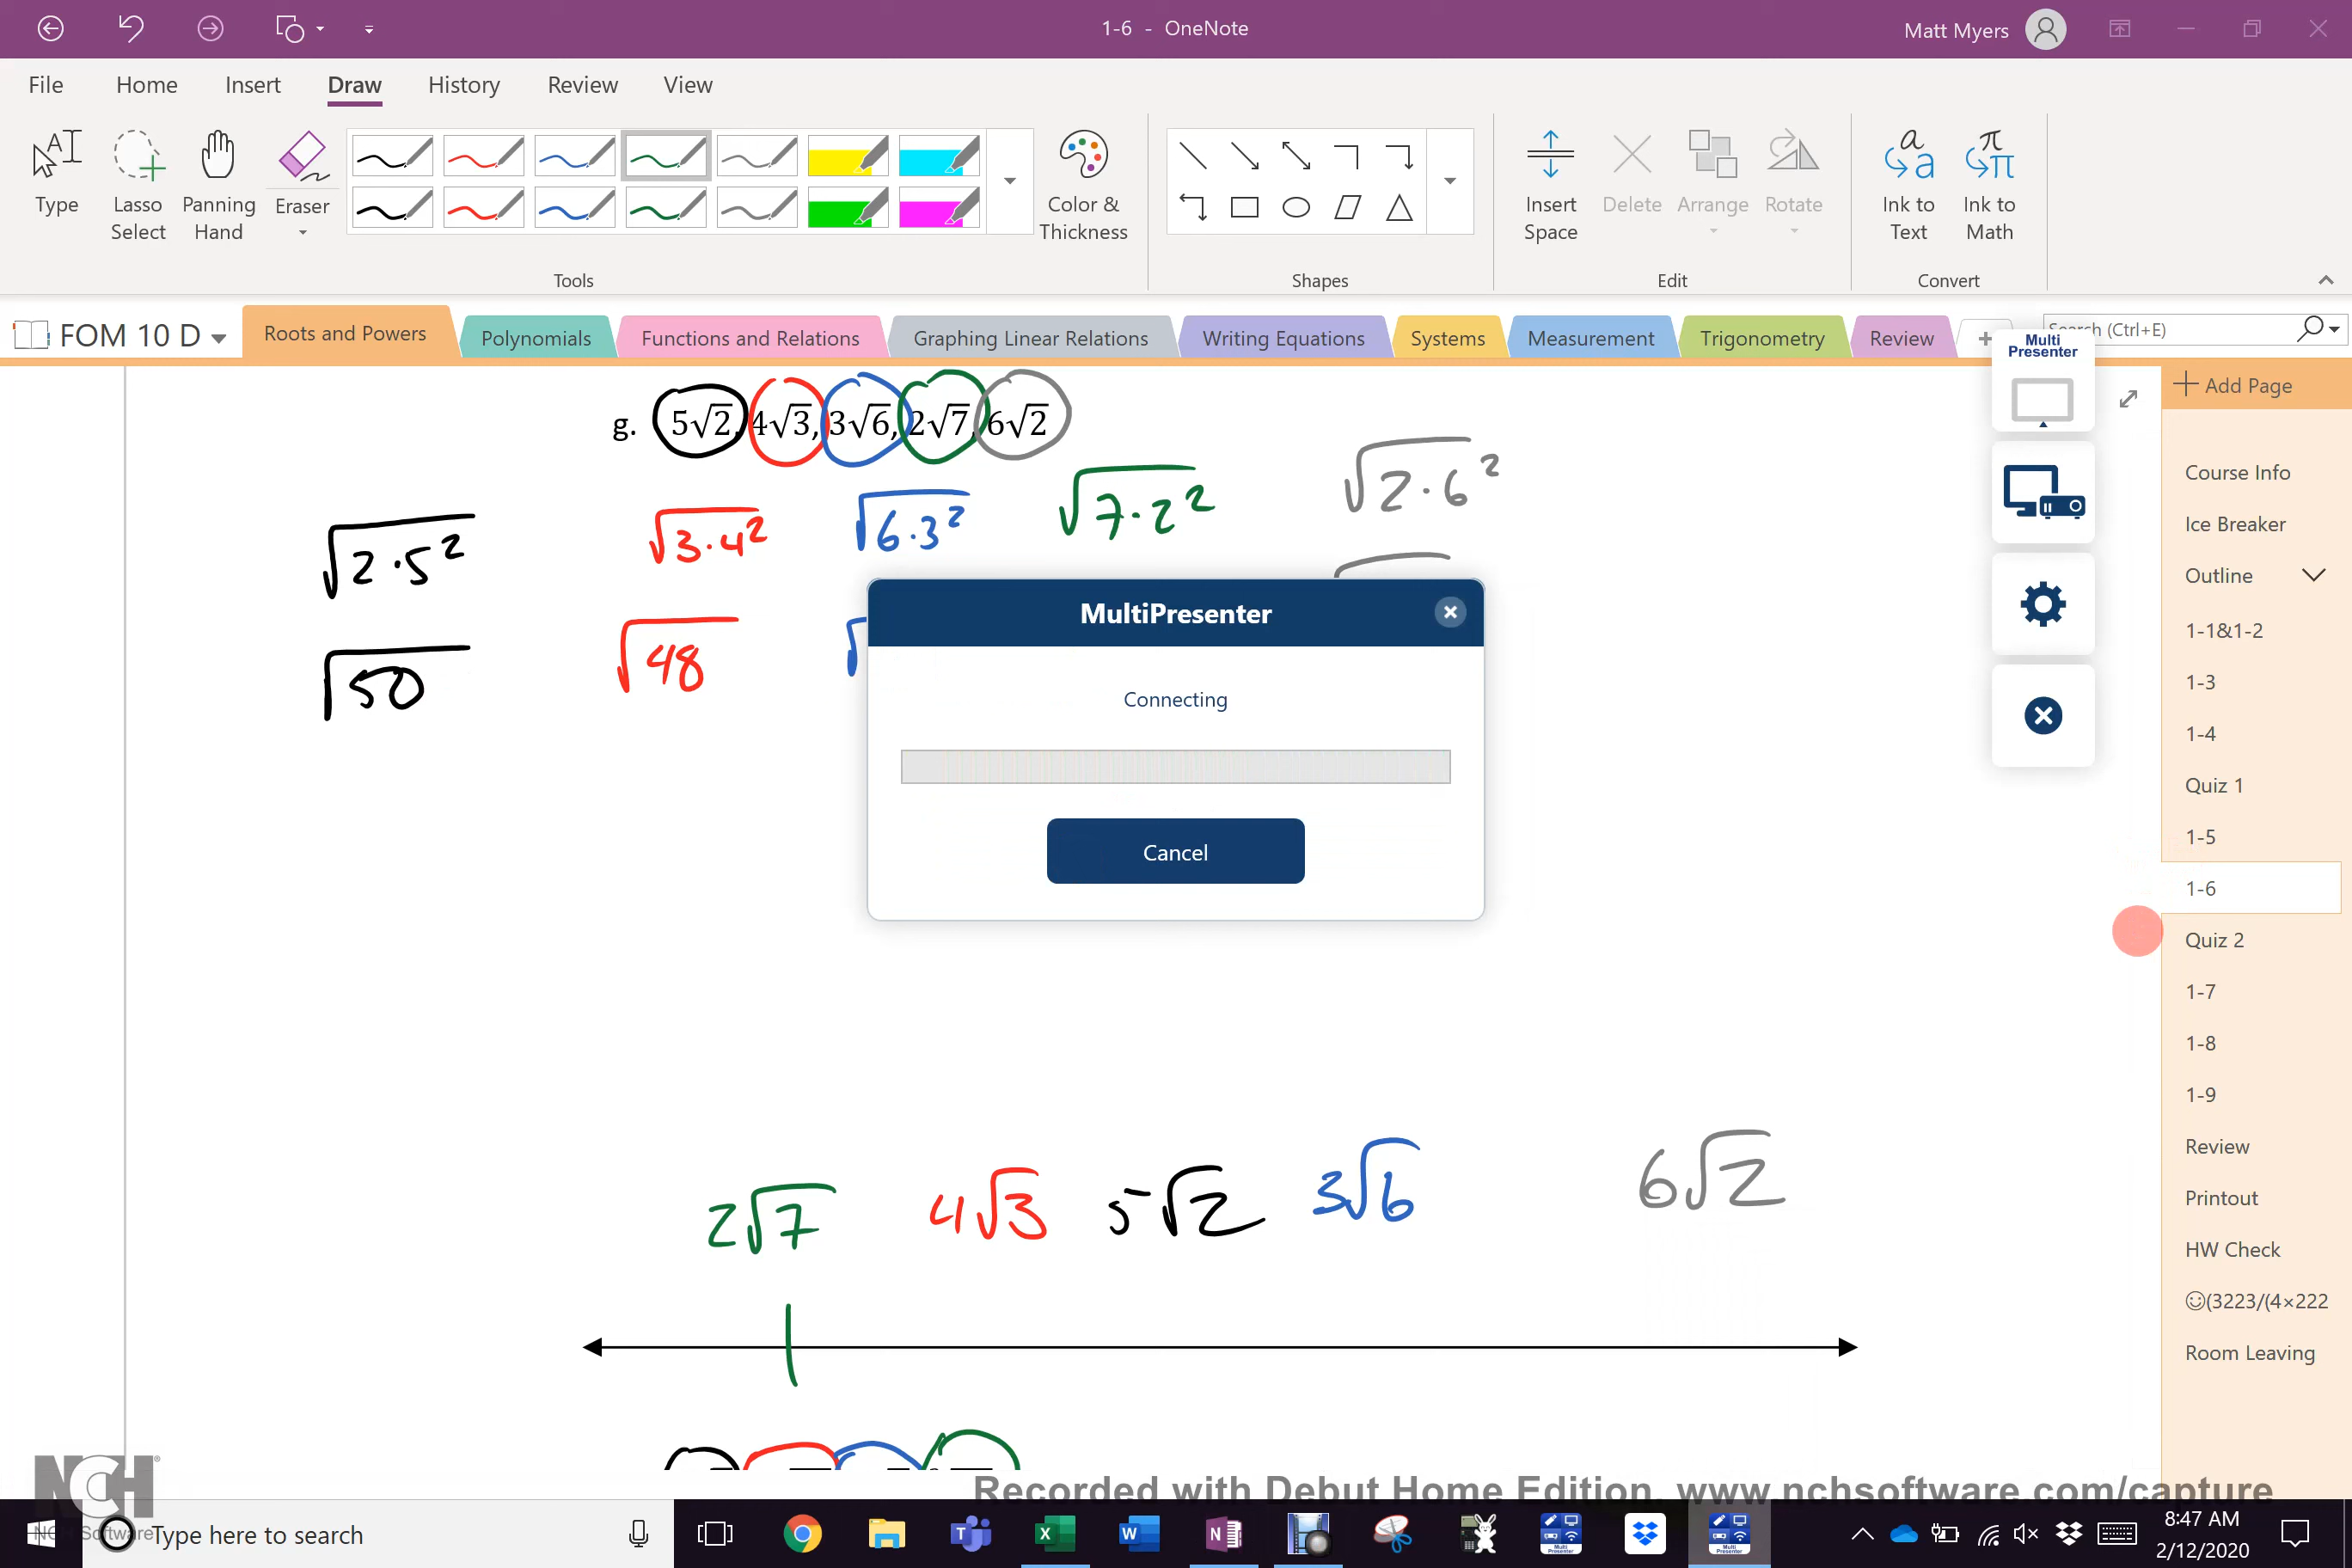 1-6 - OneNote
Matt Myers
File Home Insert Draw History Review View
Type
Lasso Select
Panning Hand
Eraser
Color & Thickness
Insert Space
Delete
Arrange
Rotate
a a
Ink to Text
π π
Ink to Math
Tools
Shapes
Edit
Convert
FOM 10 D
Roots and Powers
Polynomials
Functions and Relations
Graphing Linear Relations
Writing Equations
Systems
Measurement
Trigonometry
Review
Search (Ctrl+E)
Multi Presenter
Add Page
Course Info
Ice Breaker
Outline
1-1&1-2
1-3
1-4
Quiz 1
1-5
1-6
Quiz 2
1-7
1-8
1-9
Review
Printout
HW Check
☺(3223/(4×222
Room Leaving
g. 5√2, 4√3, 3√6, 2√7, 6√2
√2·5² √3·4² √6·3² √7·2² √2·6²
√50 √48
MultiPresenter
Connecting
Cancel
2√7 4√3 5√2 3√6 6√2
NCH
NCH Software
Recorded with Debut Home Edition. www.nchsoftware.com/capture
Type here to search
8:47 AM
2/12/2020